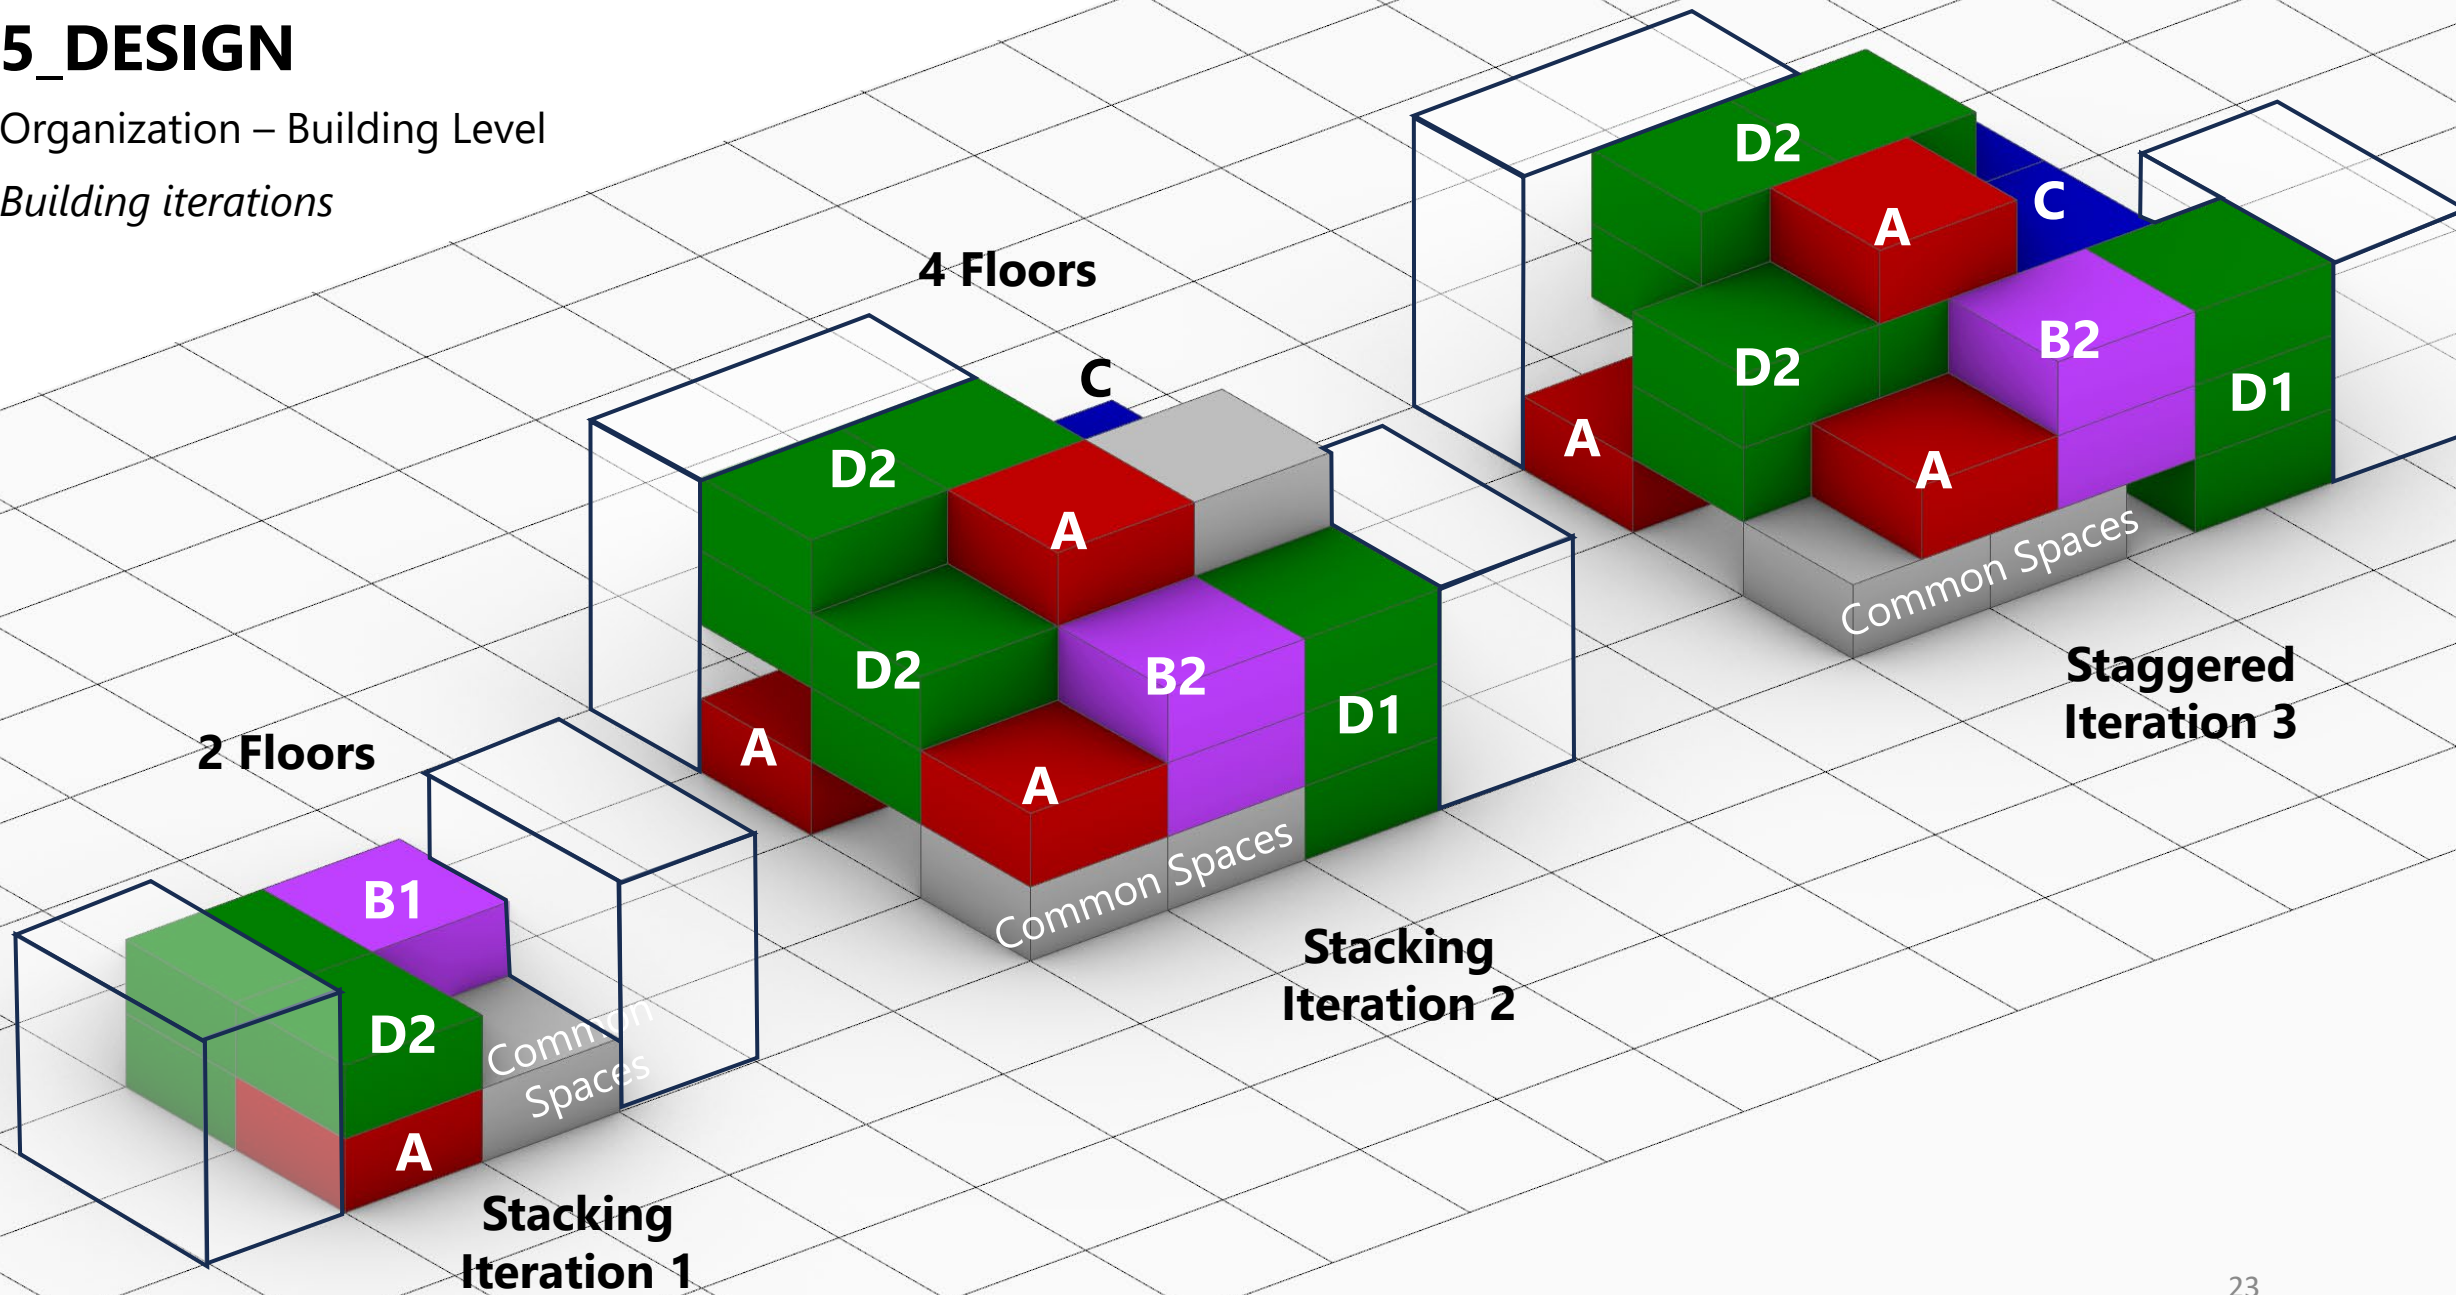 5_DESIGN
Organization – Building Level
Building iterations
2 Floors
B1
D2
A
Common
Spaces
Stacking
Iteration 1
4 Floors
C
D2
A
D2
B2
D1
A
A
Common Spaces
Stacking
Iteration 2
D2
A
C
D2
B2
D1
A
A
Common Spaces
Staggered
Iteration 3
23